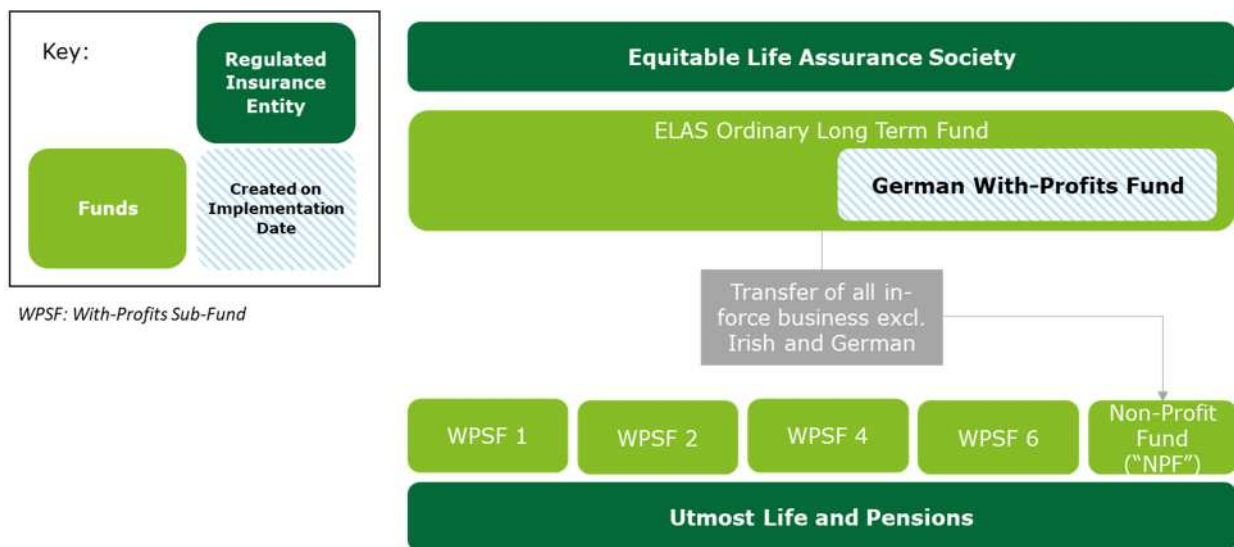 Key:
Regulated
Insurance
Entity
Funds
Created on
Implementation
Date
WPSF: With-Profits Sub-Fund
Equitable Life Assurance Society
ELAS Ordinary Long Term Fund
German With-Profits Fund
Transfer of all in-
force business excl.
Irish and German
WPSF 1
WPSF 2
WPSF 4
WPSF 6
Non-Profit
Fund
(“NPF”)
Utmost Life and Pensions